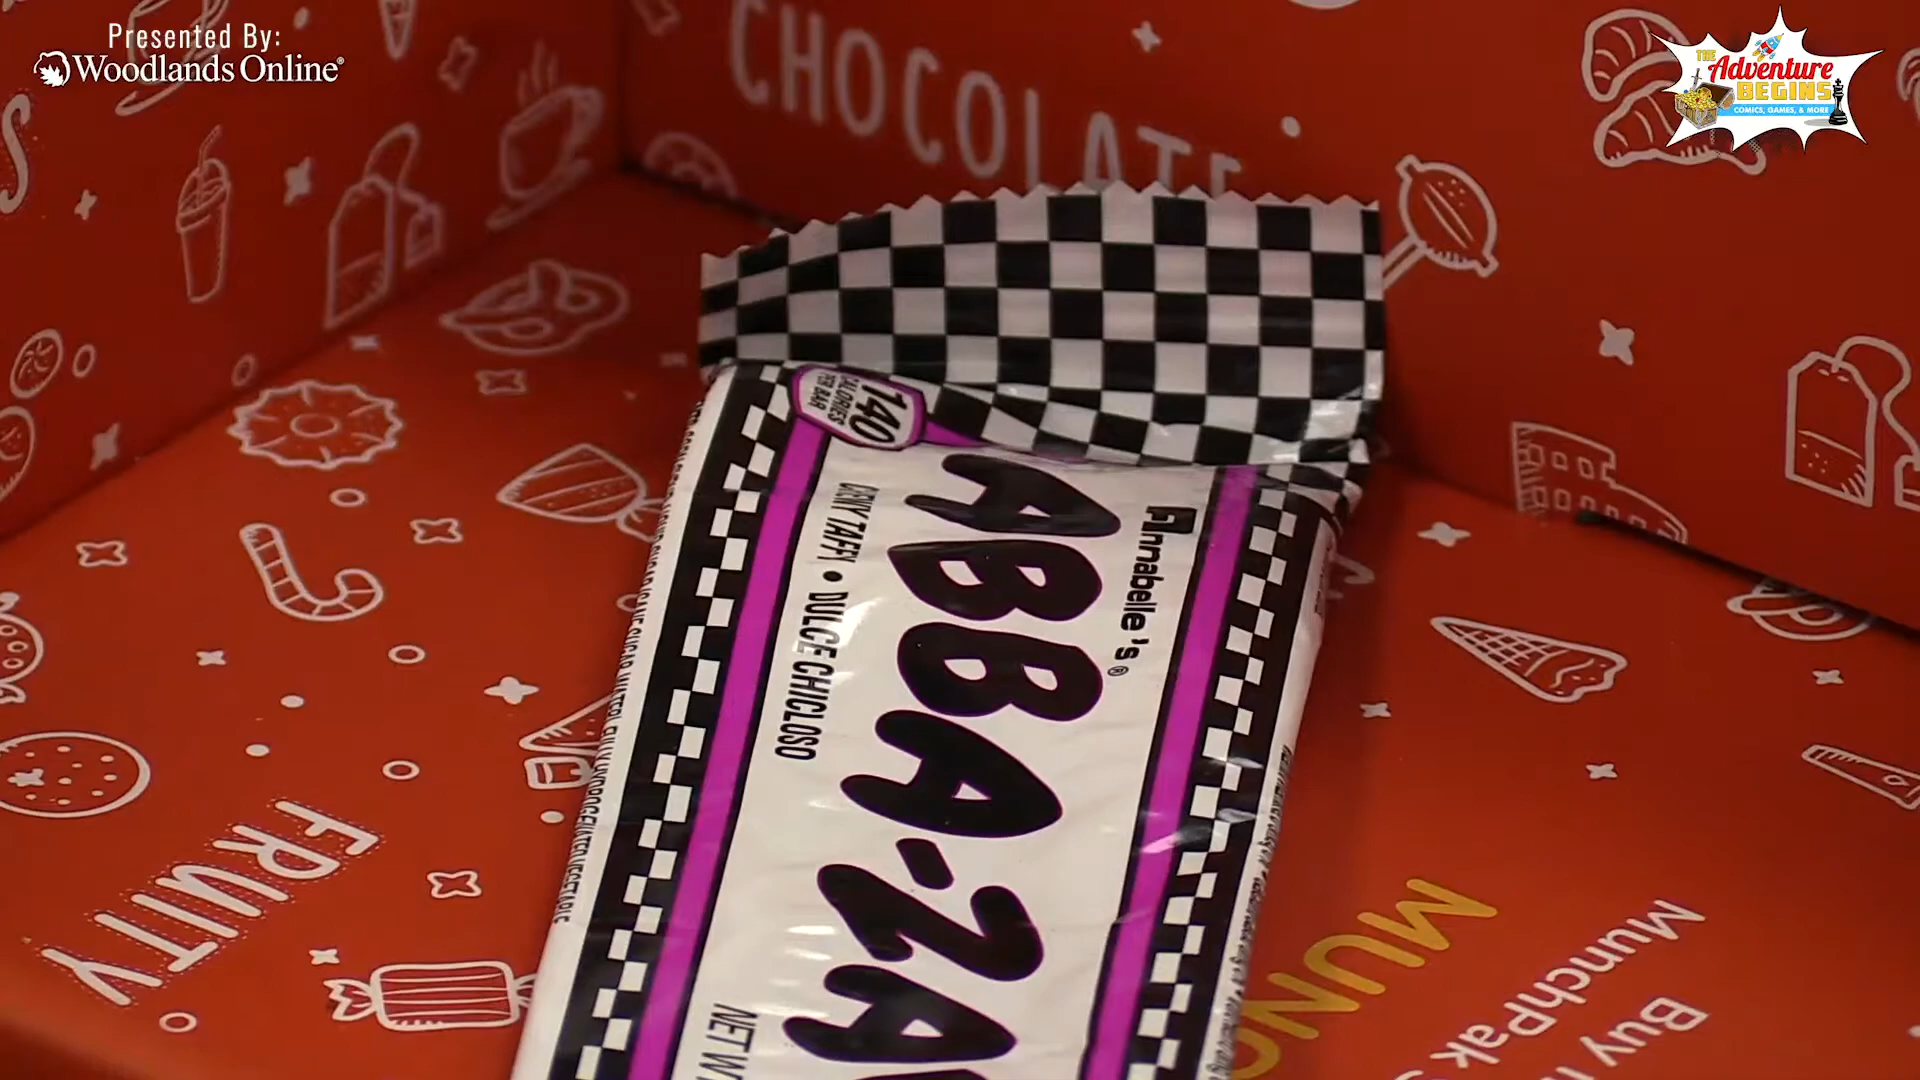 Presented By:
Woodlands Online®
THE
Adventure
BEGINS
COMICS, GAMES, & MORE
CHOCOLATE
140
CALORIES
PER BAR
Annabelle's®
ABBA-ZA
CHEWY TAFFY • DULCE CHICLOSO
NET W
FRUITY
MUNC
MunchPak
Buy